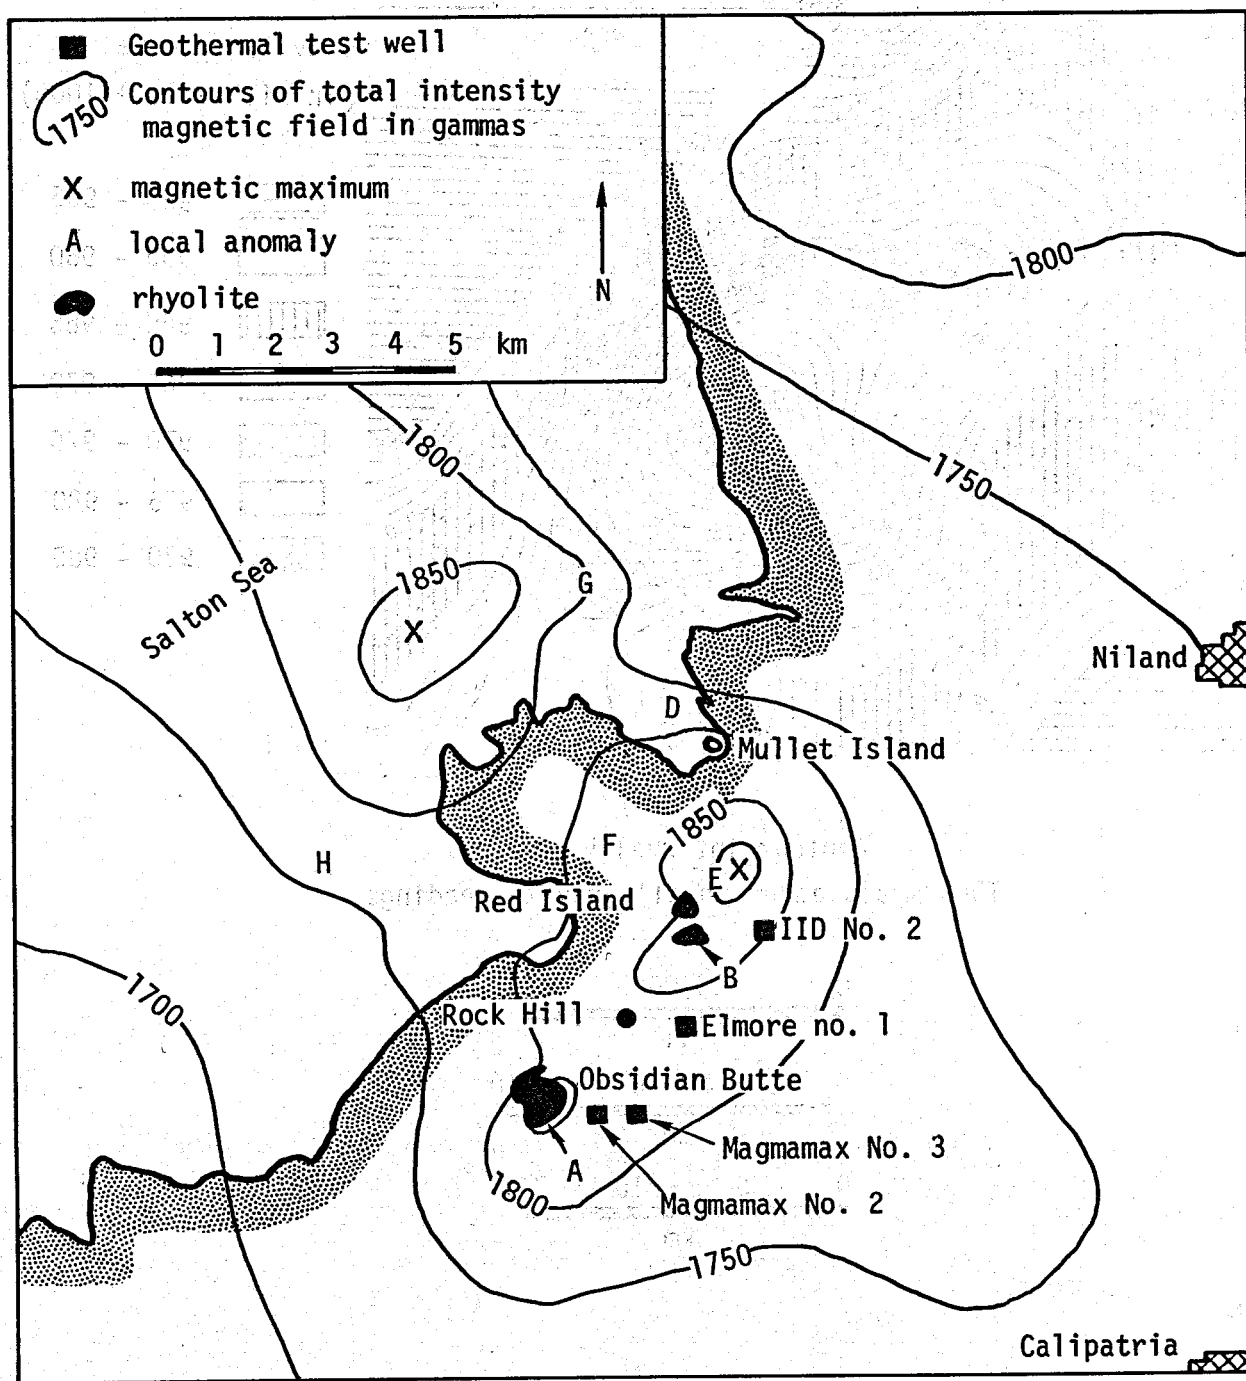 Geothermal test well
1750
Contours of total intensity
magnetic field in gammas
X magnetic maximum
A local anomaly
rhyolite
N
0 1 2 3 4 5 km
1800
1800
1750
1850
G
Salton Sea
X
Niland
D
Mullet Island
1850
F
H
E X
Red Island
IID No. 2
B
1700
Rock Hill
Elmore no. 1
Obsidian Butte
Magmamax No. 3
A
1800
Magmamax No. 2
1750
Calipatria